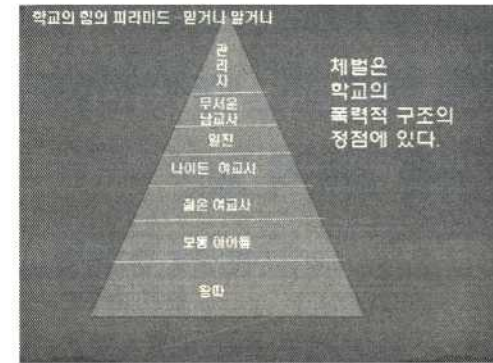 학교의 힘의 피라미드 - 믿거나 말거나
관
리
자
무서운
남교사
일진
나이든 여교사
젊은 여교사
보통 아이들
왕따
체벌은
학교의
폭력적 구조의
정점에 있다.